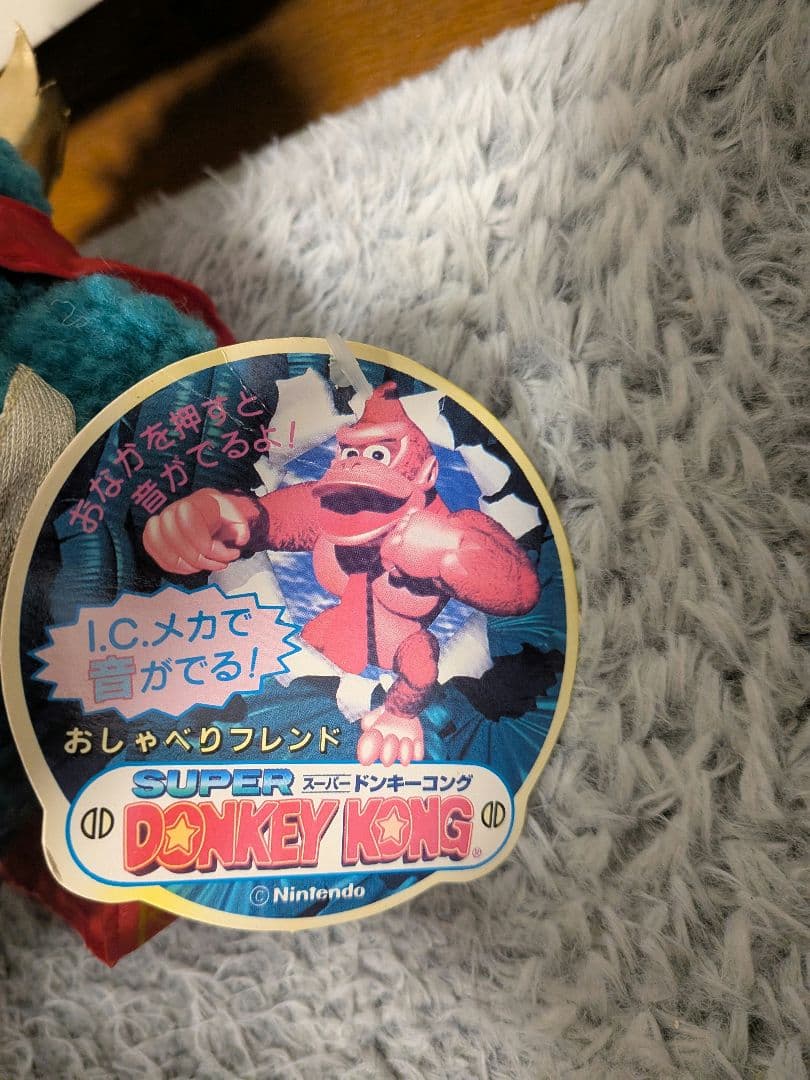 おなかを押すと
音がでるよ!
I.C.メカで
音がでる!
おしゃべりフレンド
SUPER スーパードンキーコング
DONKEY KONG
©Nintendo